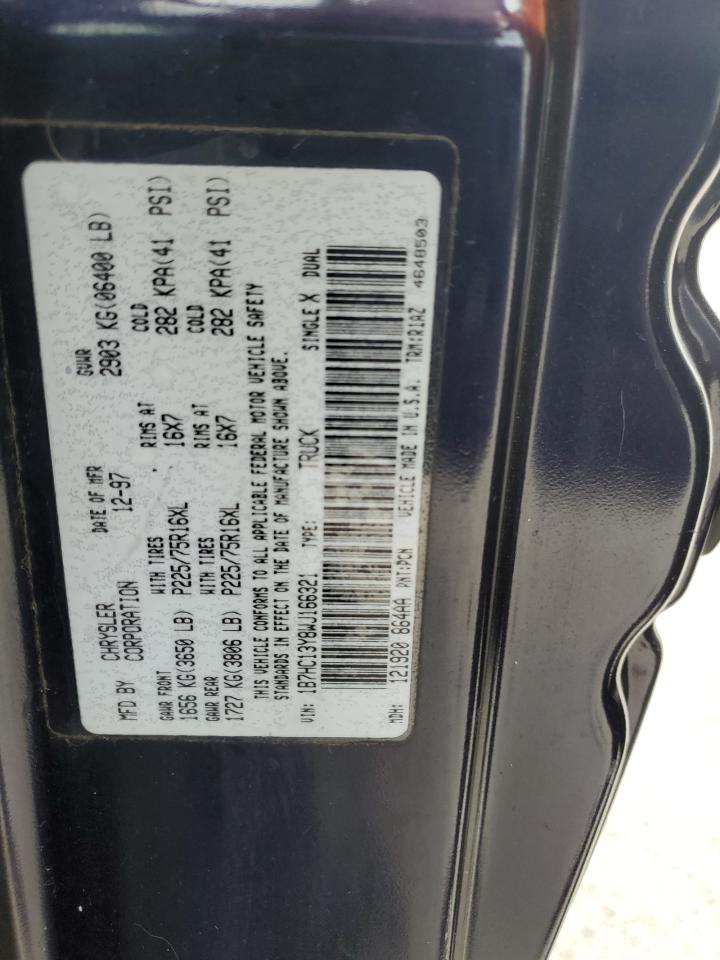 MFD BY CHRYSLER CORPORATION DATE OF MFR 12-97 GVWR 2903 KG(06400 LB)
GAWR FRONT WITH TIRES RIMS AT COLD
1656 KG(3650 LB) P225/75R16XL 16X7 282 KPA(41 PSI)
GAWR REAR WITH TIRES RIMS AT COLD
1727 KG(3806 LB) P225/75R16XL 16X7 282 KPA(41 PSI)
THIS VEHICLE CONFORMS TO ALL APPLICABLE FEDERAL MOTOR VEHICLE SAFETY
STANDARDS IN EFFECT ON THE DATE OF MANUFACTURE SHOWN ABOVE.
VIN: 1B7HC13Y8WJ166321 TYPE: TRUCK SINGLE X DUAL
MDH: 121920 864AA PNT:PCN VEHICLE MADE IN U.S.A. TRM:R1AZ 4648503